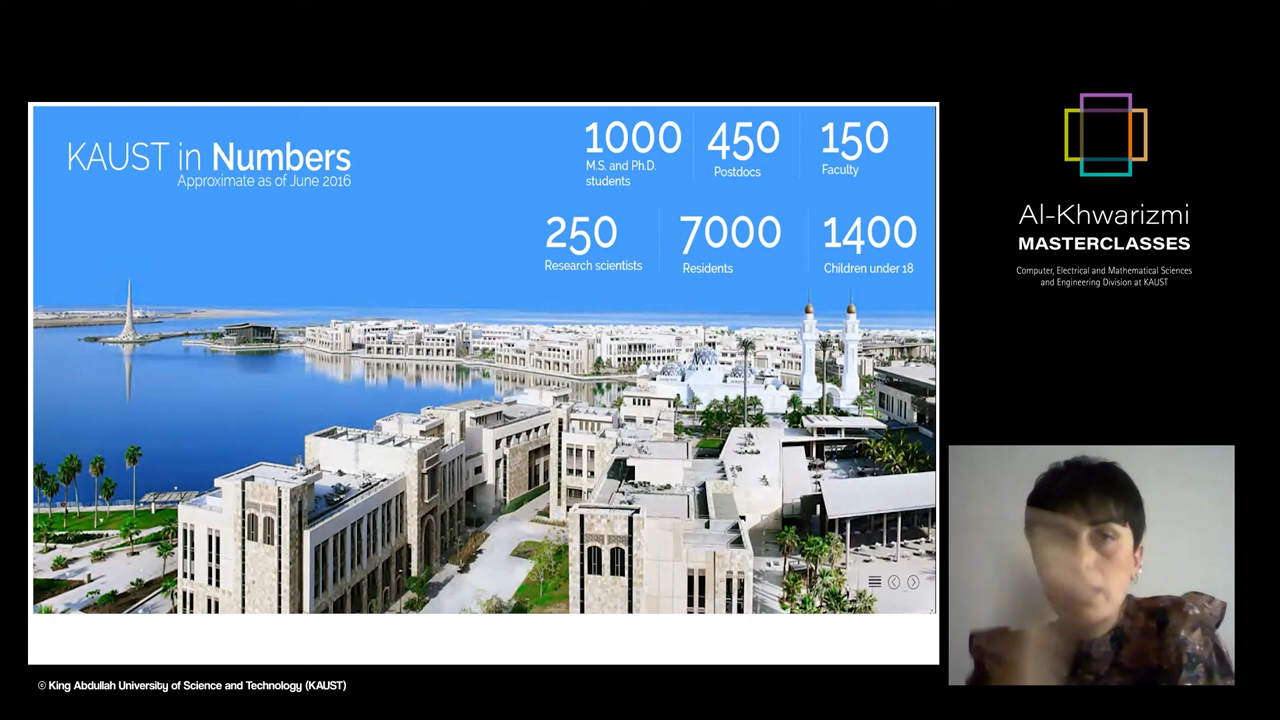 KAUST in Numbers
Approximate as of June 2016
1000
M.S. and Ph.D.
students
450
Postdocs
150
Faculty
250
Research scientists
7000
Residents
1400
Children under 18
Al-Khwarizmi
MASTERCLASSES
Computer, Electrical and Mathematical Sciences
and Engineering Division at KAUST
© King Abdullah University of Science and Technology (KAUST)